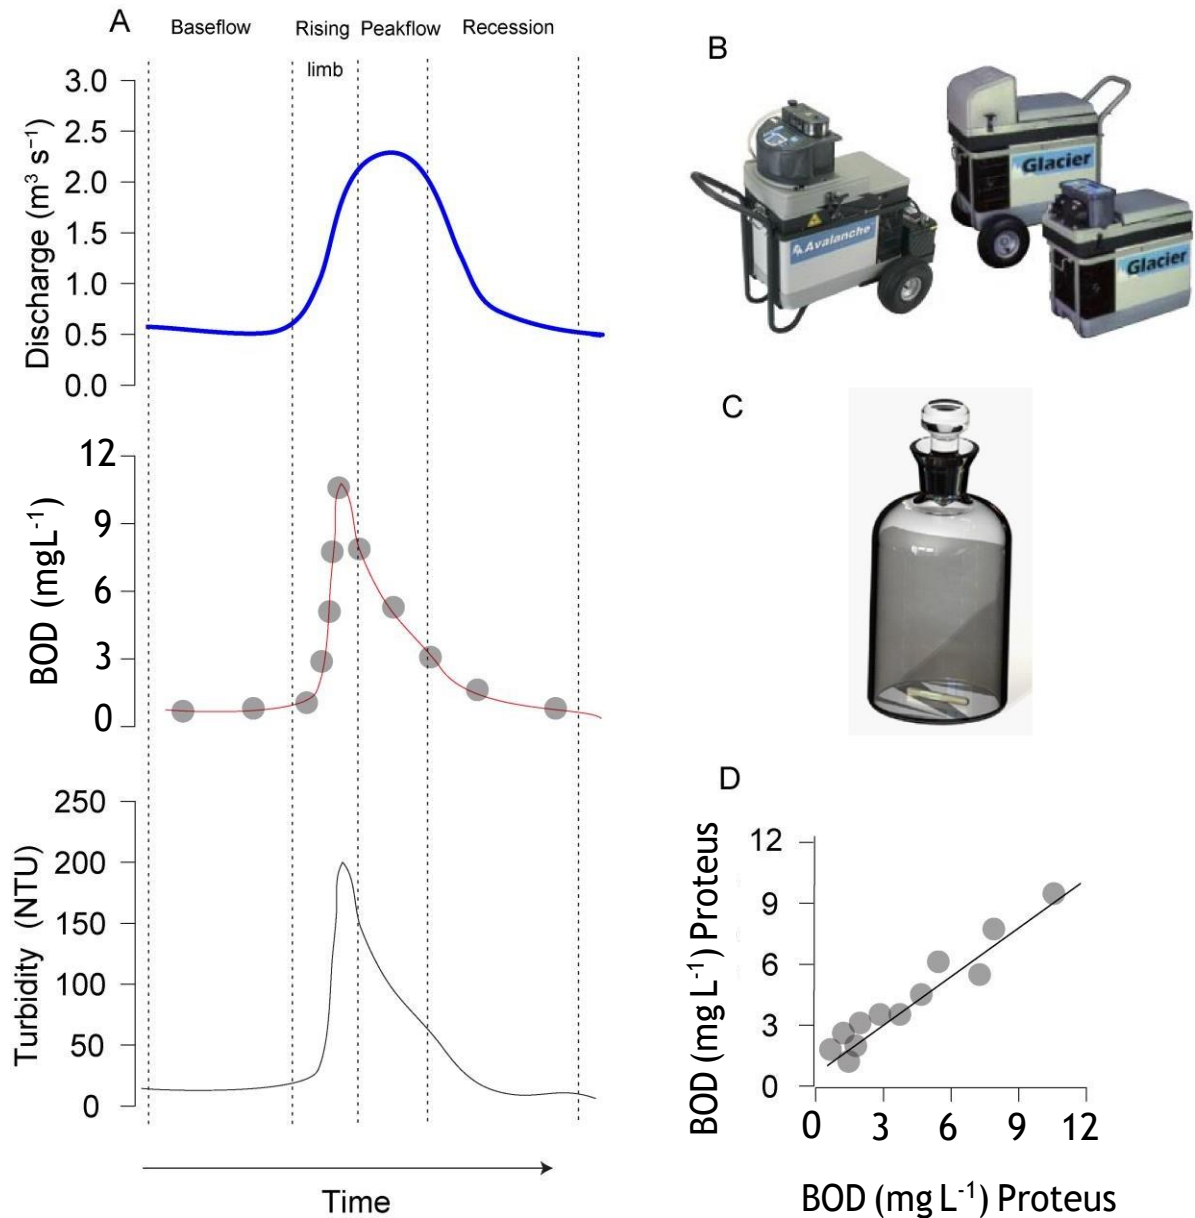 A
Baseflow
Rising
limb
Peakflow
Recession
3.0
2.5
2.0
1.5
1.0
0.5
0.0
Discharge (m³ s⁻¹)
12
9
6
3
0
BOD (mgL⁻¹)
250
200
150
100
50
0
Turbidity (NTU)
Time
B
Avalanche
Glacier
Glacier
C
D
12
9
6
3
0
BOD (mg L⁻¹) Proteus
0 3 6 9 12
BOD (mg L⁻¹) Proteus